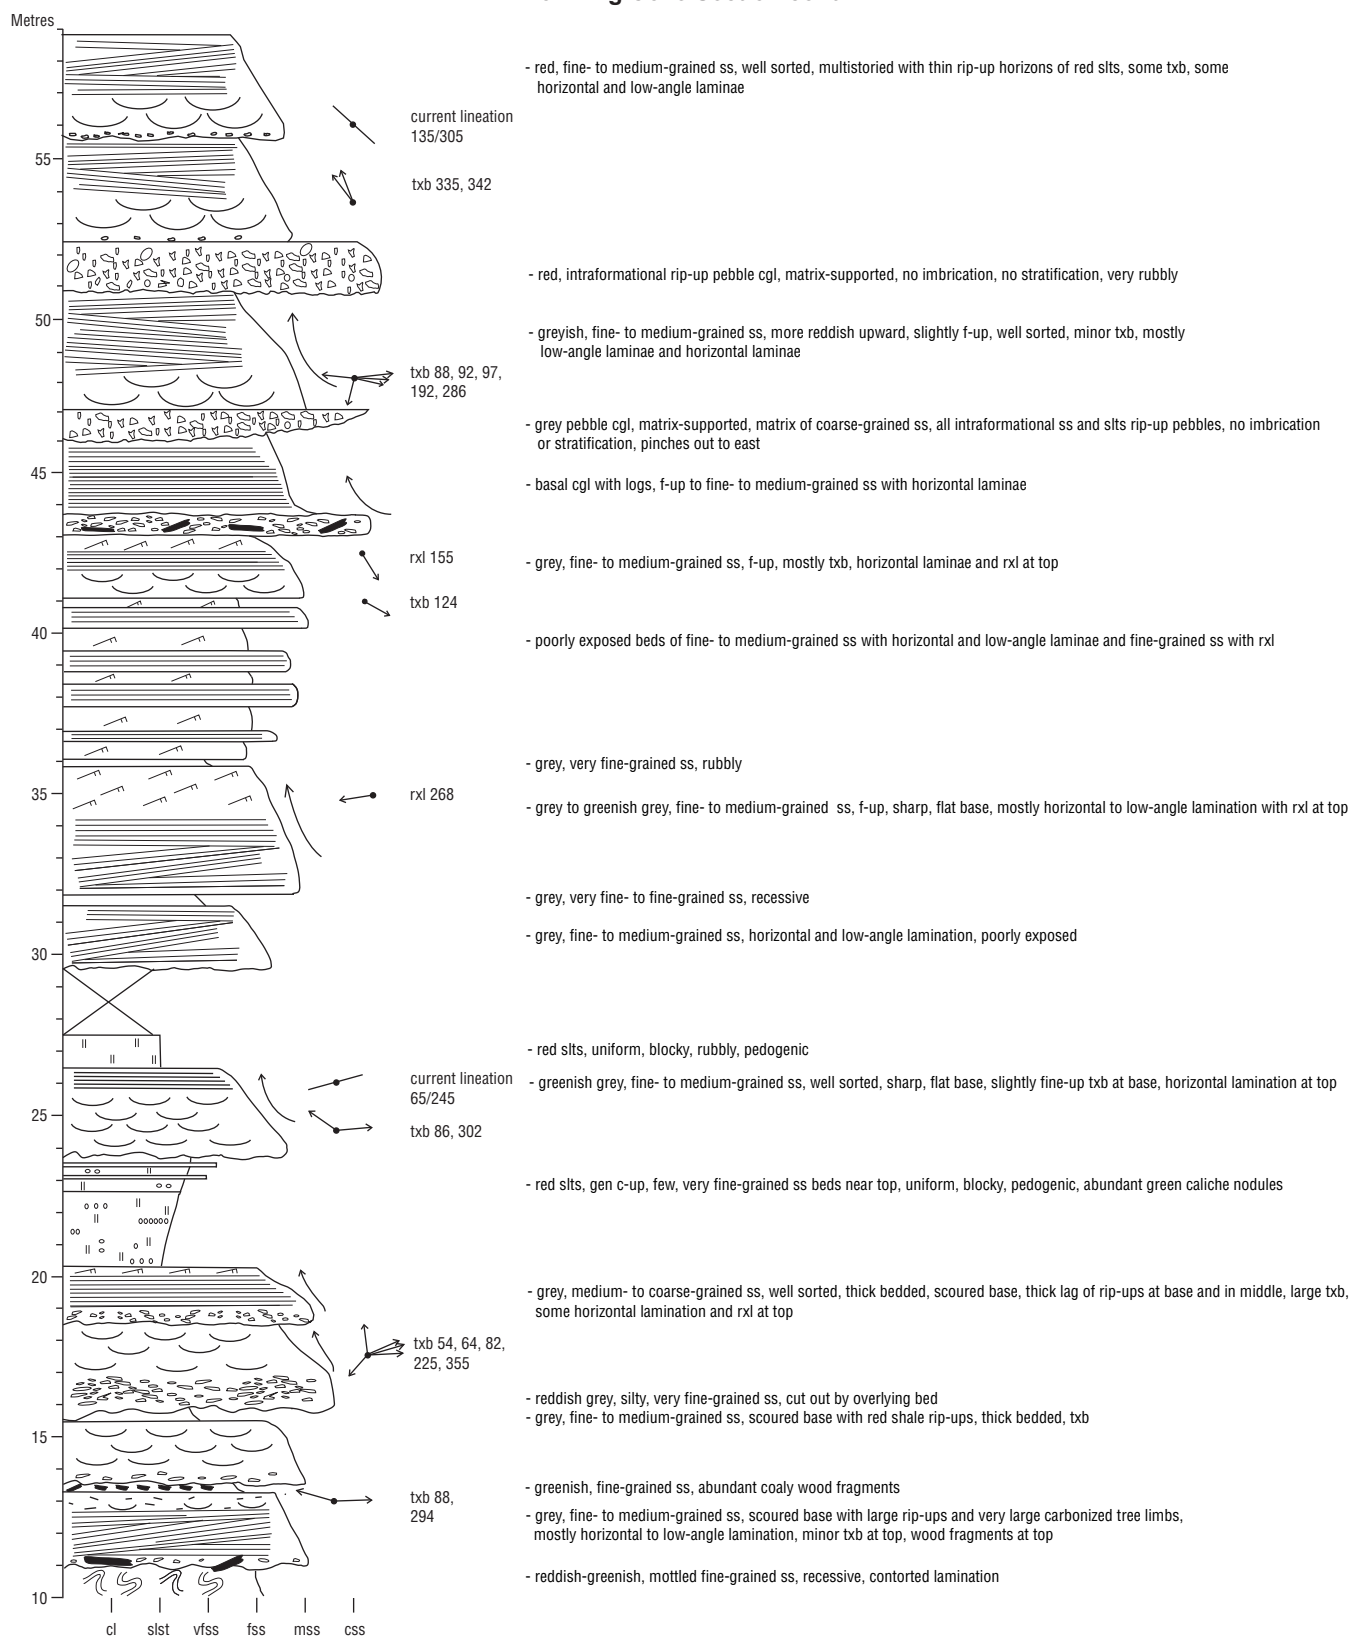 Metres
- red, fine- to medium-grained ss, well sorted, multistoried with thin rip-up horizons of red slts, some txb, some
horizontal and low-angle laminae
current lineation
135/305
55
txb 335, 342
- red, intraformational rip-up pebble cgl, matrix-supported, no imbrication, no stratification, very rubbly
50
- greyish, fine- to medium-grained ss, more reddish upward, slightly f-up, well sorted, minor txb, mostly
low-angle laminae and horizontal laminae
txb 88, 92, 97,
192, 286
- grey pebble cgl, matrix-supported, matrix of coarse-grained ss, all intraformational ss and slts rip-up pebbles, no imbrication
or stratification, pinches out to east
45
- basal cgl with logs, f-up to fine- to medium-grained ss with horizontal laminae
rxl 155
- grey, fine- to medium-grained ss, f-up, mostly txb, horizontal laminae and rxl at top
txb 124
40
- poorly exposed beds of fine- to medium-grained ss with horizontal and low-angle laminae and fine-grained ss with rxl
- grey, very fine-grained ss, rubbly
35
rxl 268
- grey to greenish grey, fine- to medium-grained ss, f-up, sharp, flat base, mostly horizontal to low-angle lamination with rxl at top
- grey, very fine- to fine-grained ss, recessive
- grey, fine- to medium-grained ss, horizontal and low-angle lamination, poorly exposed
30
- red slts, uniform, blocky, rubbly, pedogenic
current lineation
65/245
- greenish grey, fine- to medium-grained ss, well sorted, sharp, flat base, slightly fine-up txb at base, horizontal lamination at top
25
txb 86, 302
- red slts, gen c-up, few, very fine-grained ss beds near top, uniform, blocky, pedogenic, abundant green caliche nodules
20
- grey, medium- to coarse-grained ss, well sorted, thick bedded, scoured base, thick lag of rip-ups at base and in middle, large txb,
some horizontal lamination and rxl at top
txb 54, 64, 82,
225, 355
- reddish grey, silty, very fine-grained ss, cut out by overlying bed
- grey, fine- to medium-grained ss, scoured base with red shale rip-ups, thick bedded, txb
15
- greenish, fine-grained ss, abundant coaly wood fragments
txb 88,
294
- grey, fine- to medium-grained ss, scoured base with large rip-ups and very large carbonized tree limbs,
mostly horizontal to low-angle lamination, minor txb at top, wood fragments at top
- reddish-greenish, mottled fine-grained ss, recessive, contorted lamination
10
cl slst vfss fss mss css